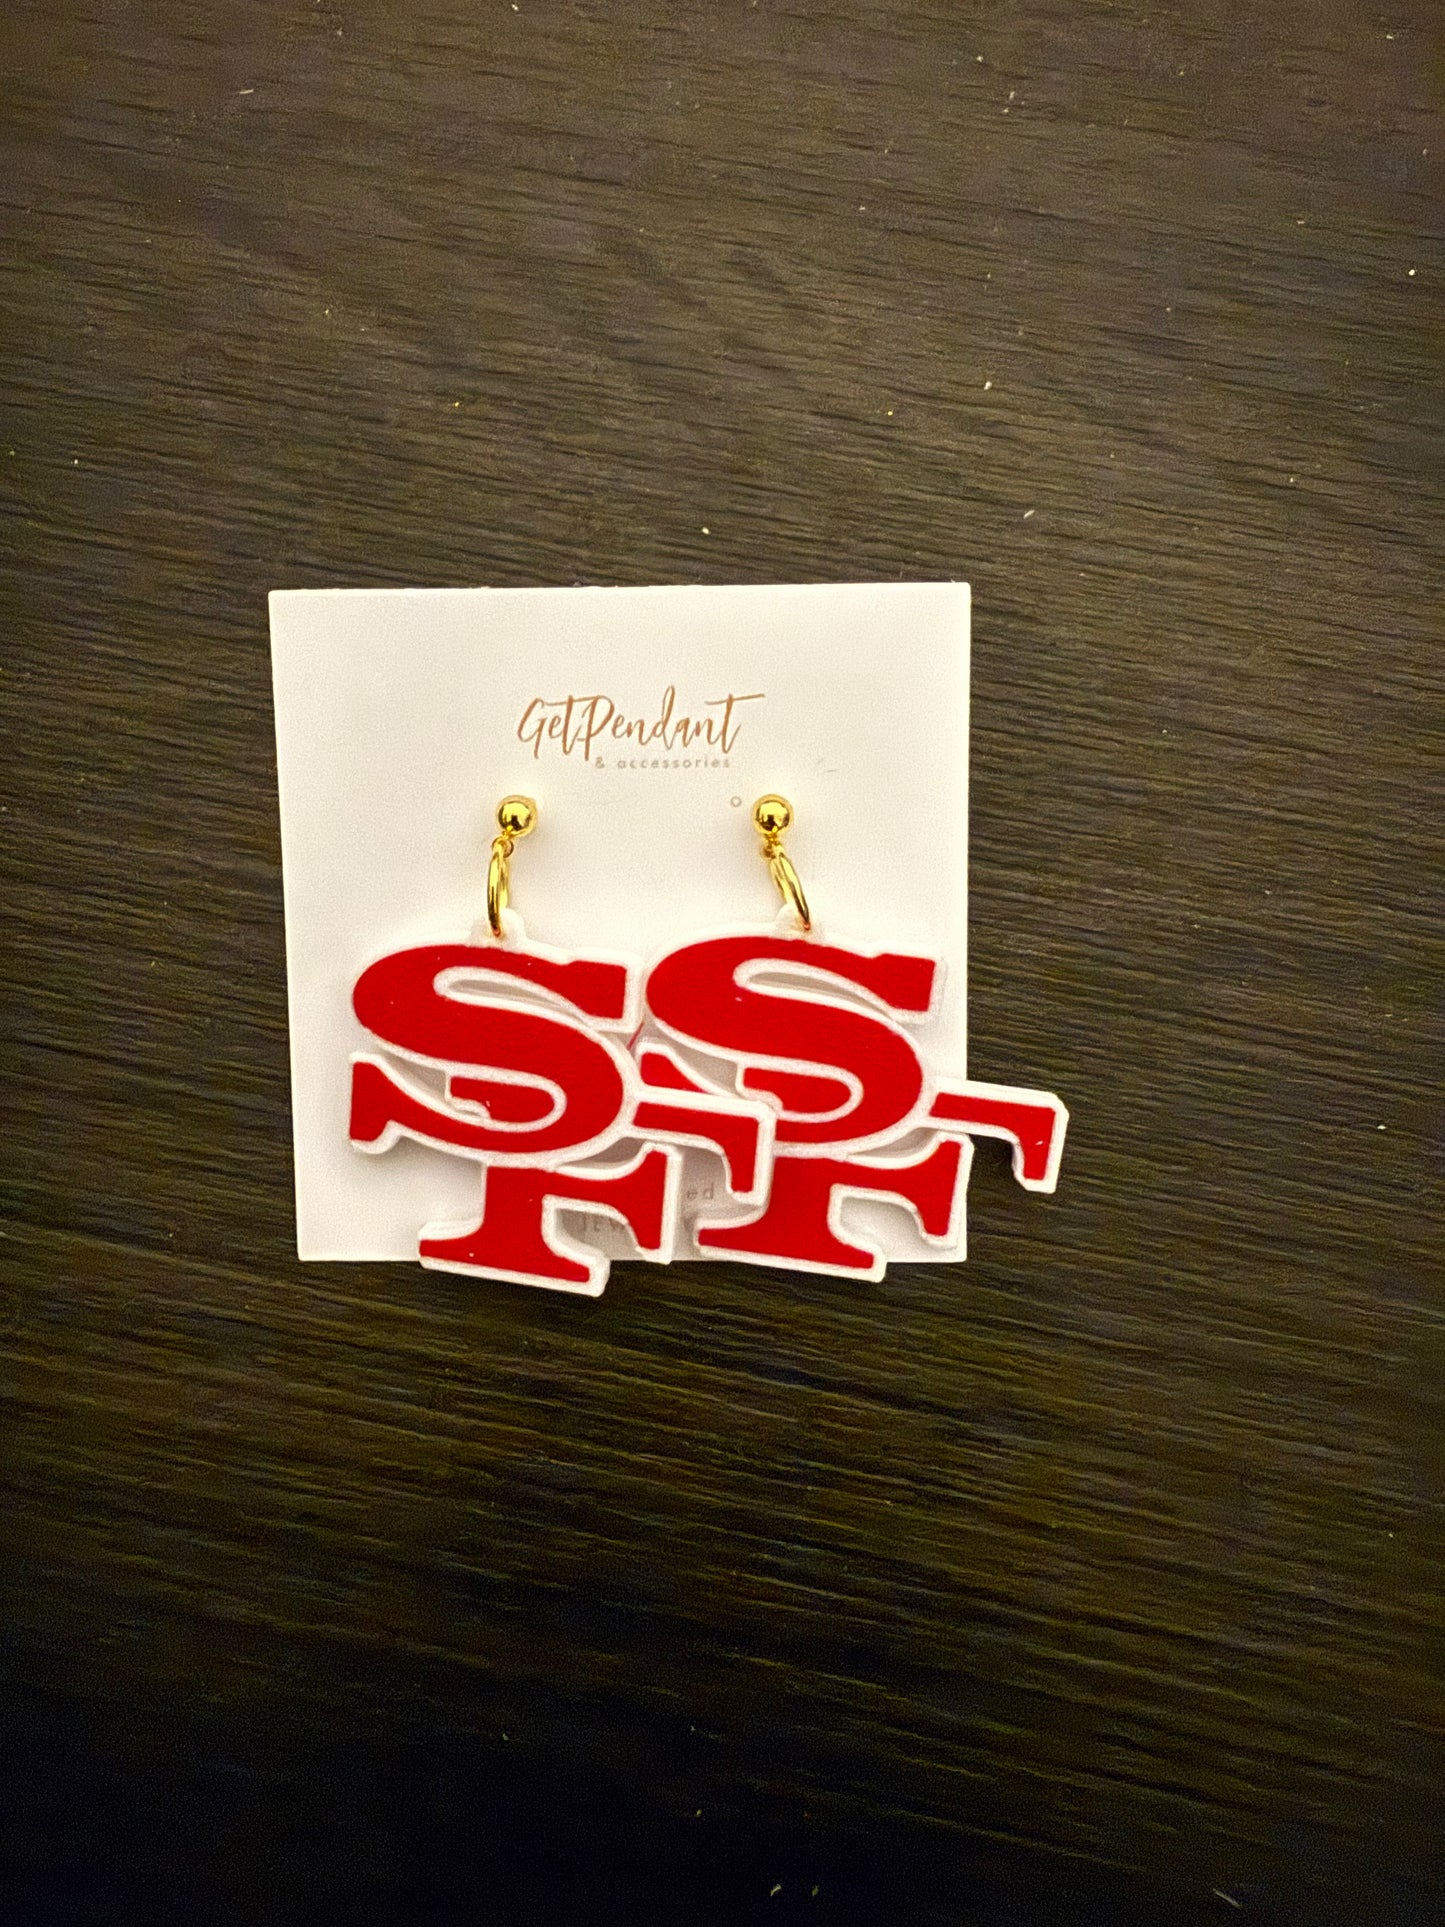 GetPendant
& accessories
SF SF